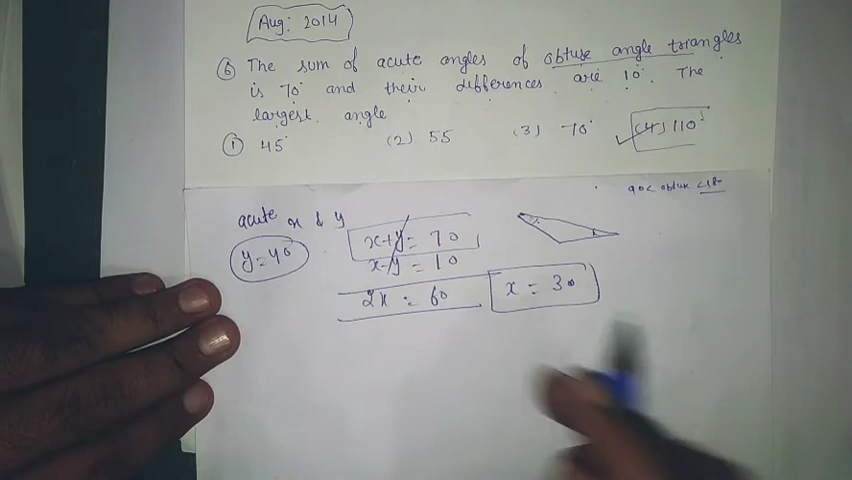 Aug: 2014
⑥ The sum of acute angles of obtuse angle triangles
is 70° and their differences are 10°. The
largest angle
① 45° (2) 55 (3) 70° (4) 110°
90< obtuse <18
acute x & y
x+y = 70
y = 40
x-y = 10
2x = 60
x = 30